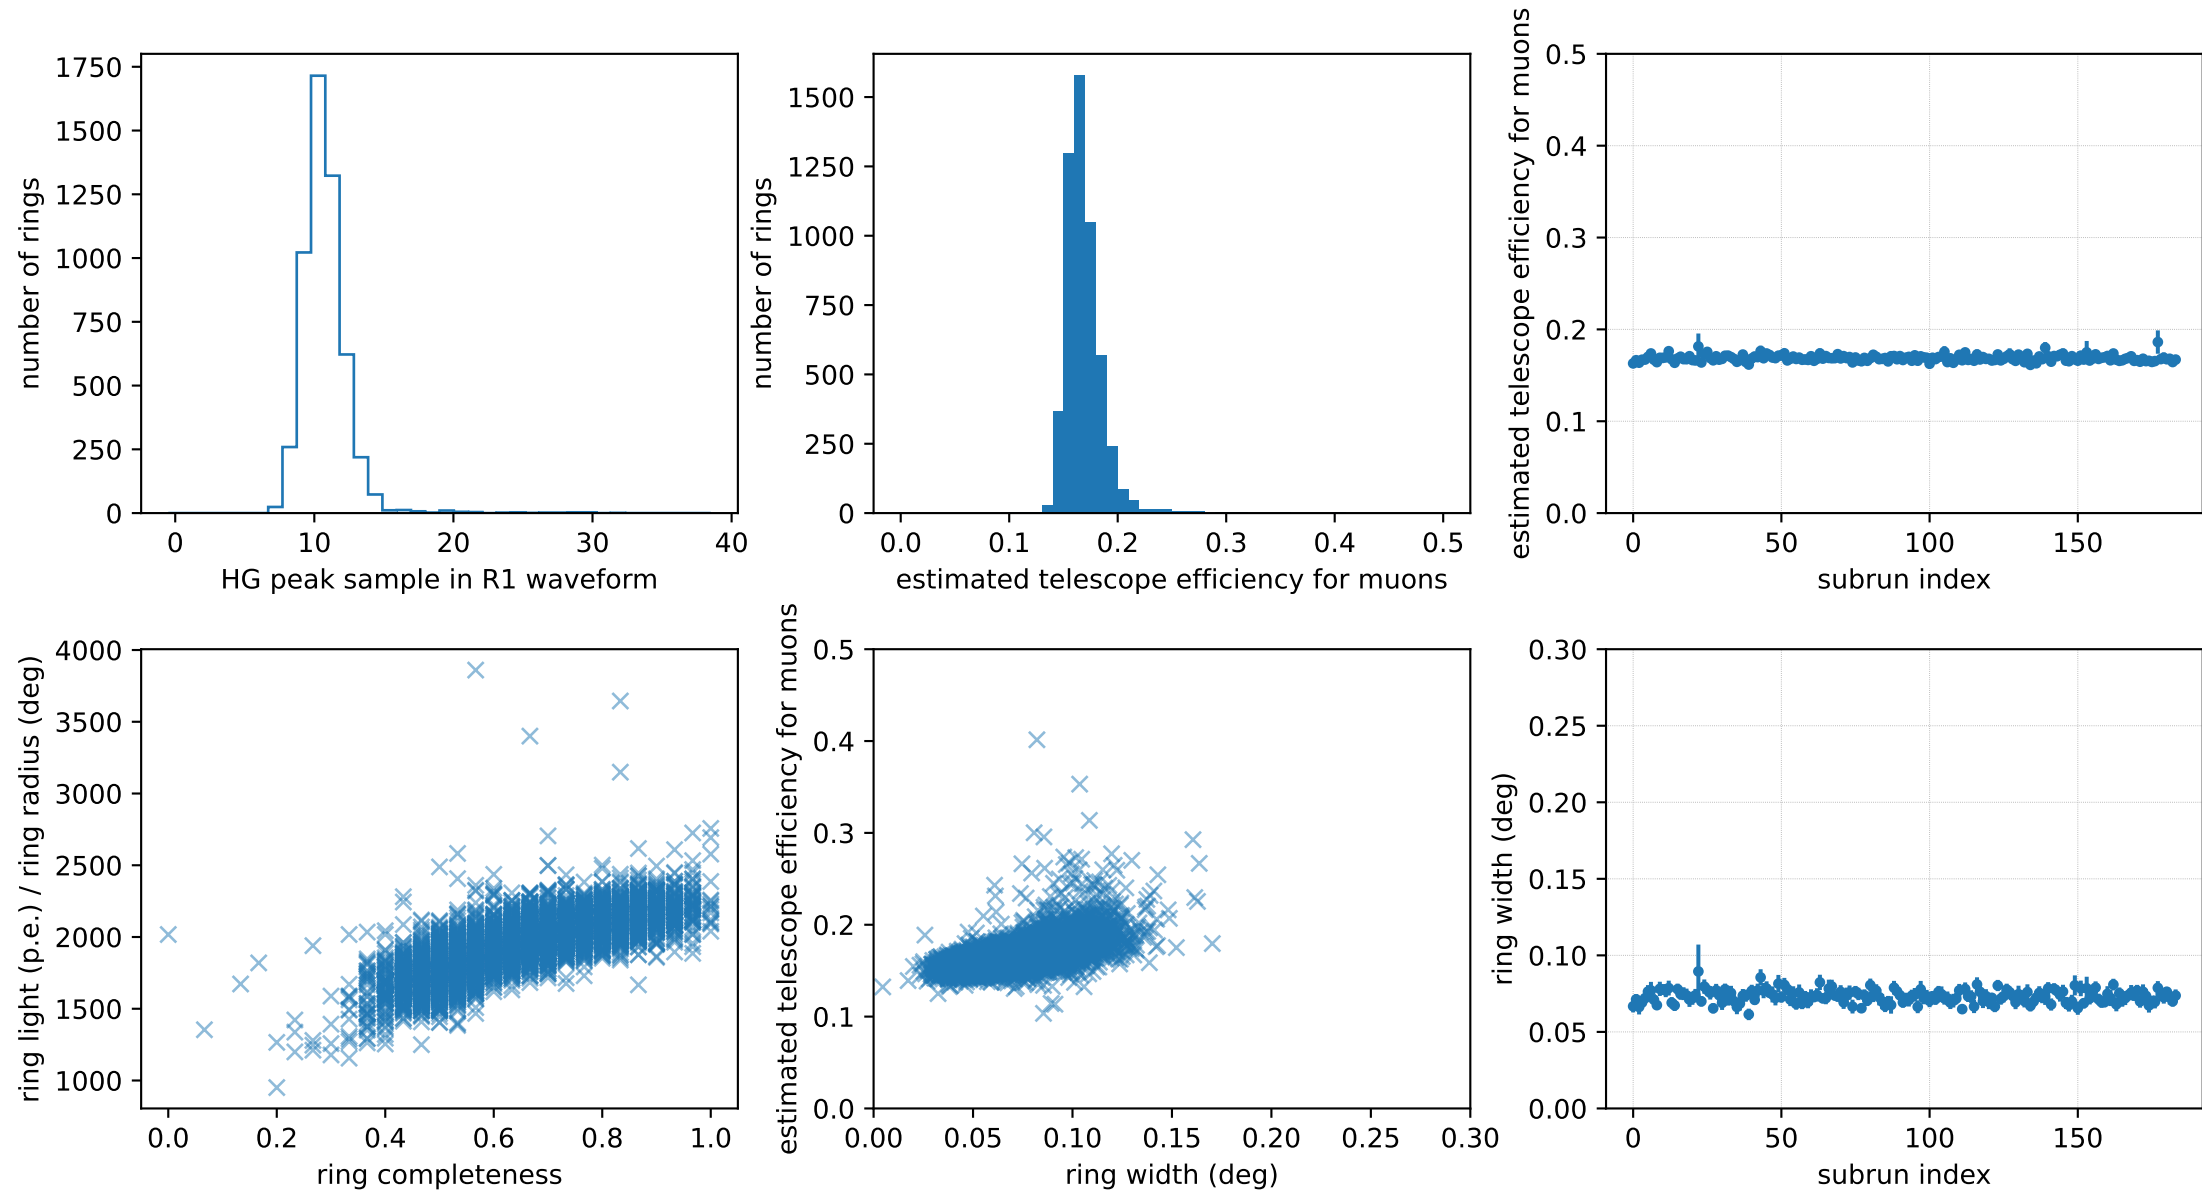 number of rings
1750
1500
1250
1000
750
500
250
0
0 10 20 30 40
HG peak sample in R1 waveform
number of rings
1500
1250
1000
750
500
250
0
0.0 0.1 0.2 0.3 0.4 0.5
estimated telescope efficiency for muons
estimated telescope efficiency for muons
0.5
0.4
0.3
0.2
0.1
0.0
0 50 100 150
subrun index
ring light (p.e.) / ring radius (deg)
4000
3500
3000
2500
2000
1500
1000
0.0 0.2 0.4 0.6 0.8 1.0
ring completeness
estimated telescope efficiency for muons
0.5
0.4
0.3
0.2
0.1
0.0
0.00 0.05 0.10 0.15 0.20 0.25 0.30
ring width (deg)
ring width (deg)
0.30
0.25
0.20
0.15
0.10
0.05
0.00
0 50 100 150
subrun index